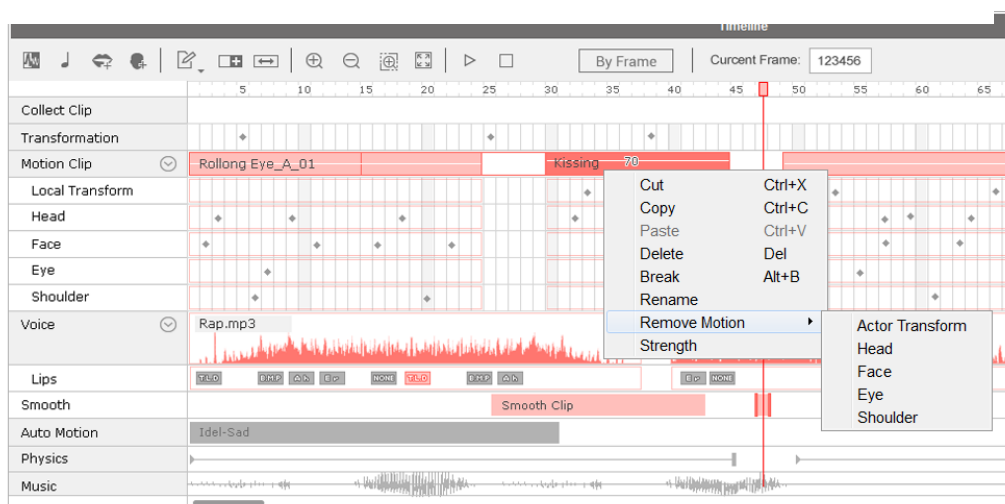 Timeline
By Frame
Curcent Frame:
123456
5 10 15 20 25 30 35 40 45 50 55 60 65
Collect Clip
Transformation
Motion Clip
Rollong Eye_A_01
Kissing 70
Local Transform
Head
Face
Eye
Shoulder
Voice
Rap.mp3
Lips
T.L.D B.M.P A h E r NONE T.L.D B.M.P A h E r NONE
Smooth
Smooth Clip
Auto Motion
Idel-Sad
Physics
Music
Cut Ctrl+X
Copy Ctrl+C
Paste Ctrl+V
Delete Del
Break Alt+B
Rename
Remove Motion
Strength
Actor Transform
Head
Face
Eye
Shoulder